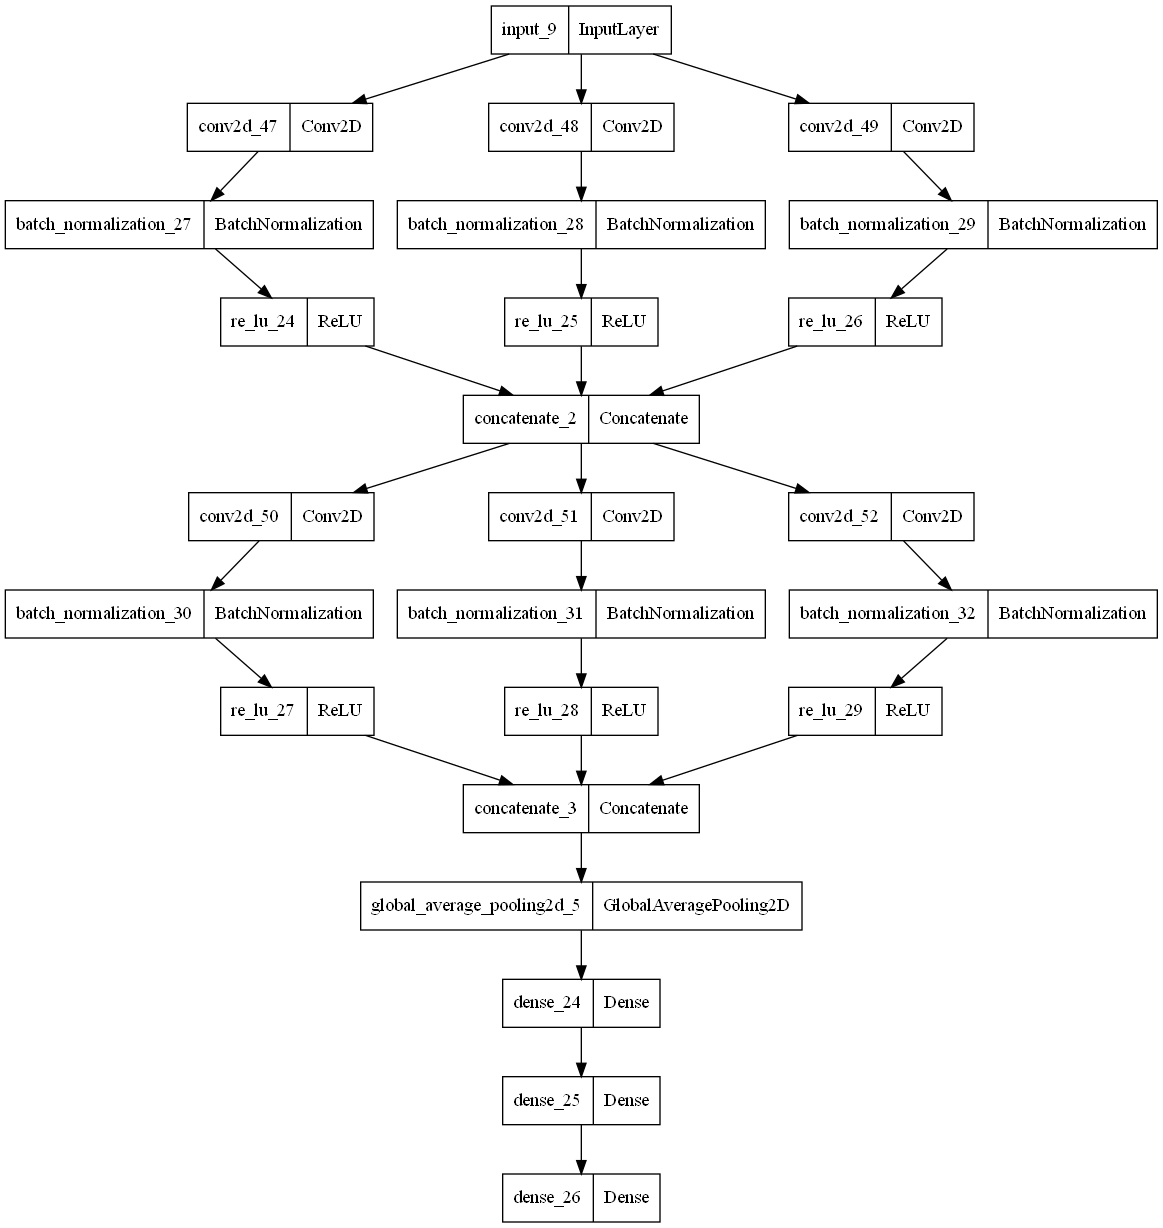 input_9 InputLayer
conv2d_47 Conv2D conv2d_48 Conv2D conv2d_49 Conv2D
batch_normalization_27 BatchNormalization batch_normalization_28 BatchNormalization batch_normalization_29 BatchNormalization
re_lu_24 ReLU re_lu_25 ReLU re_lu_26 ReLU
concatenate_2 Concatenate
conv2d_50 Conv2D conv2d_51 Conv2D conv2d_52 Conv2D
batch_normalization_30 BatchNormalization batch_normalization_31 BatchNormalization batch_normalization_32 BatchNormalization
re_lu_27 ReLU re_lu_28 ReLU re_lu_29 ReLU
concatenate_3 Concatenate
global_average_pooling2d_5 GlobalAveragePooling2D
dense_24 Dense
dense_25 Dense
dense_26 Dense